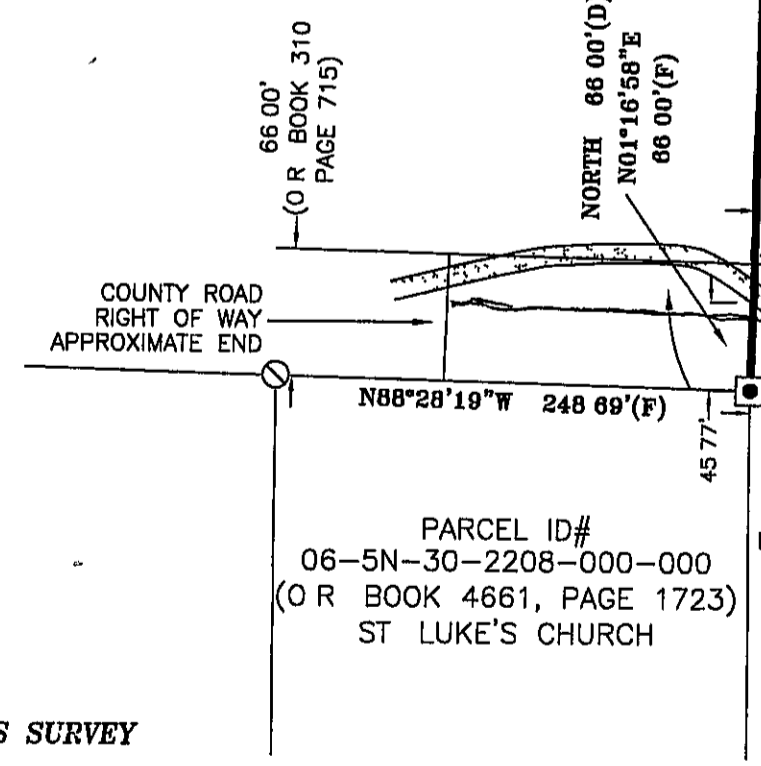 66 00'
(O R BOOK 310
PAGE 715)
NORTH 66 00'(D)
N01°16'58"E
66 00'(F)
COUNTY ROAD
RIGHT OF WAY
APPROXIMATE END
N88°28'19"W 248 69'(F)
45 77'
PARCEL ID#
06-5N-30-2208-000-000
(O R BOOK 4661, PAGE 1723)
ST LUKE'S CHURCH
S SURVEY